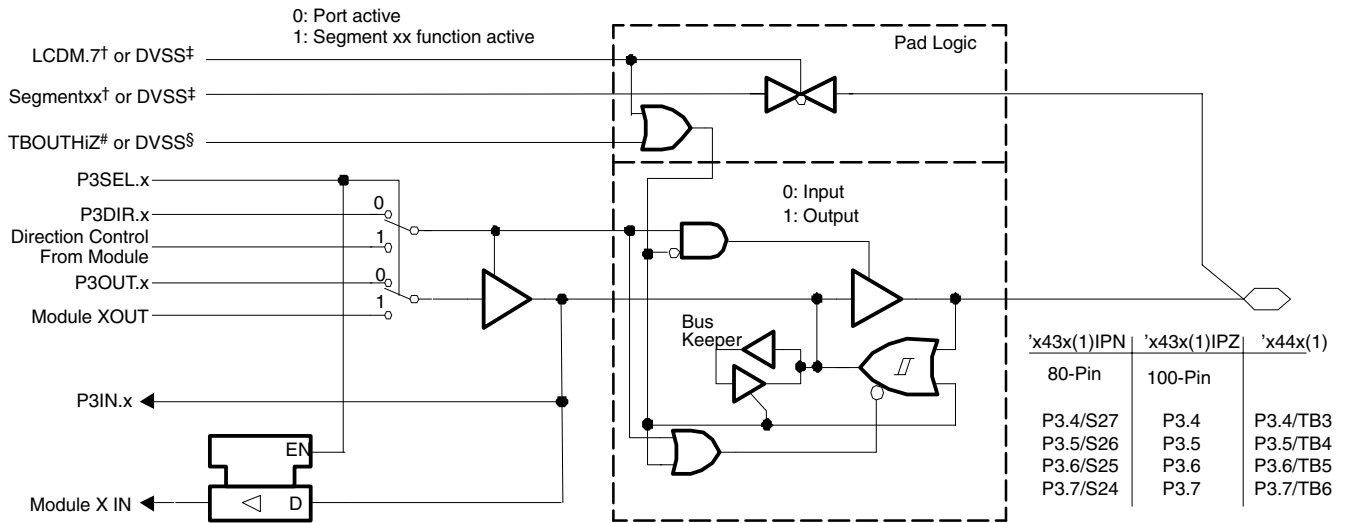 0: Port active
1: Segment xx function active
Pad Logic
LCDM.7† or DVSS‡
Segmentxx† or DVSS‡
TBOUTHiZ# or DVSS§
P3SEL.x
0: Input
1: Output
P3DIR.x
0
Direction Control
From Module
1
P3OUT.x
0
Module XOUT
1
Bus
Keeper
'x43x(1)IPN 'x43x(1)IPZ 'x44x(1)
80-Pin 100-Pin
P3.4/S27 P3.4 P3.4/TB3
P3.5/S26 P3.5 P3.5/TB4
P3.6/S25 P3.6 P3.6/TB5
P3.7/S24 P3.7 P3.7/TB6
P3IN.x
EN
Module X IN
D